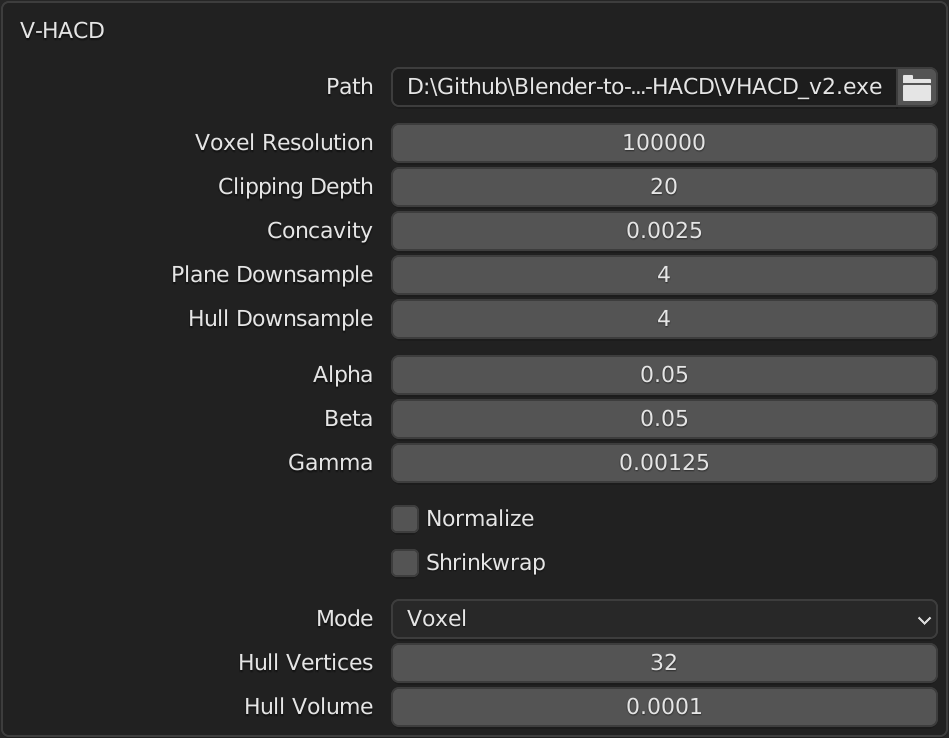 V-HACD
Path D:\Github\Blender-to-...-HACD\VHACD_v2.exe
Voxel Resolution 100000
Clipping Depth 20
Concavity 0.0025
Plane Downsample 4
Hull Downsample 4
Alpha 0.05
Beta 0.05
Gamma 0.00125
Normalize
Shrinkwrap
Mode Voxel
Hull Vertices 32
Hull Volume 0.0001